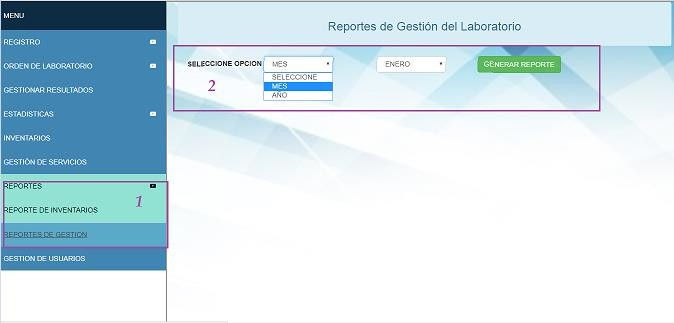 MENU
REGISTRO
ORDEN DE LABORATORIO
GESTIONAR RESULTADOS
ESTADISTICAS
INVENTARIOS
GESTIÓN DE SERVICIOS
REPORTES
REPORTE DE INVENTARIOS
1
REPORTES DE GESTION
GESTION DE USUARIOS
Reportes de Gestión del Laboratorio
SELECCIONE OPCION MES ENERO GENERAR REPORTE
SELECCIONE
2 MES
AÑO